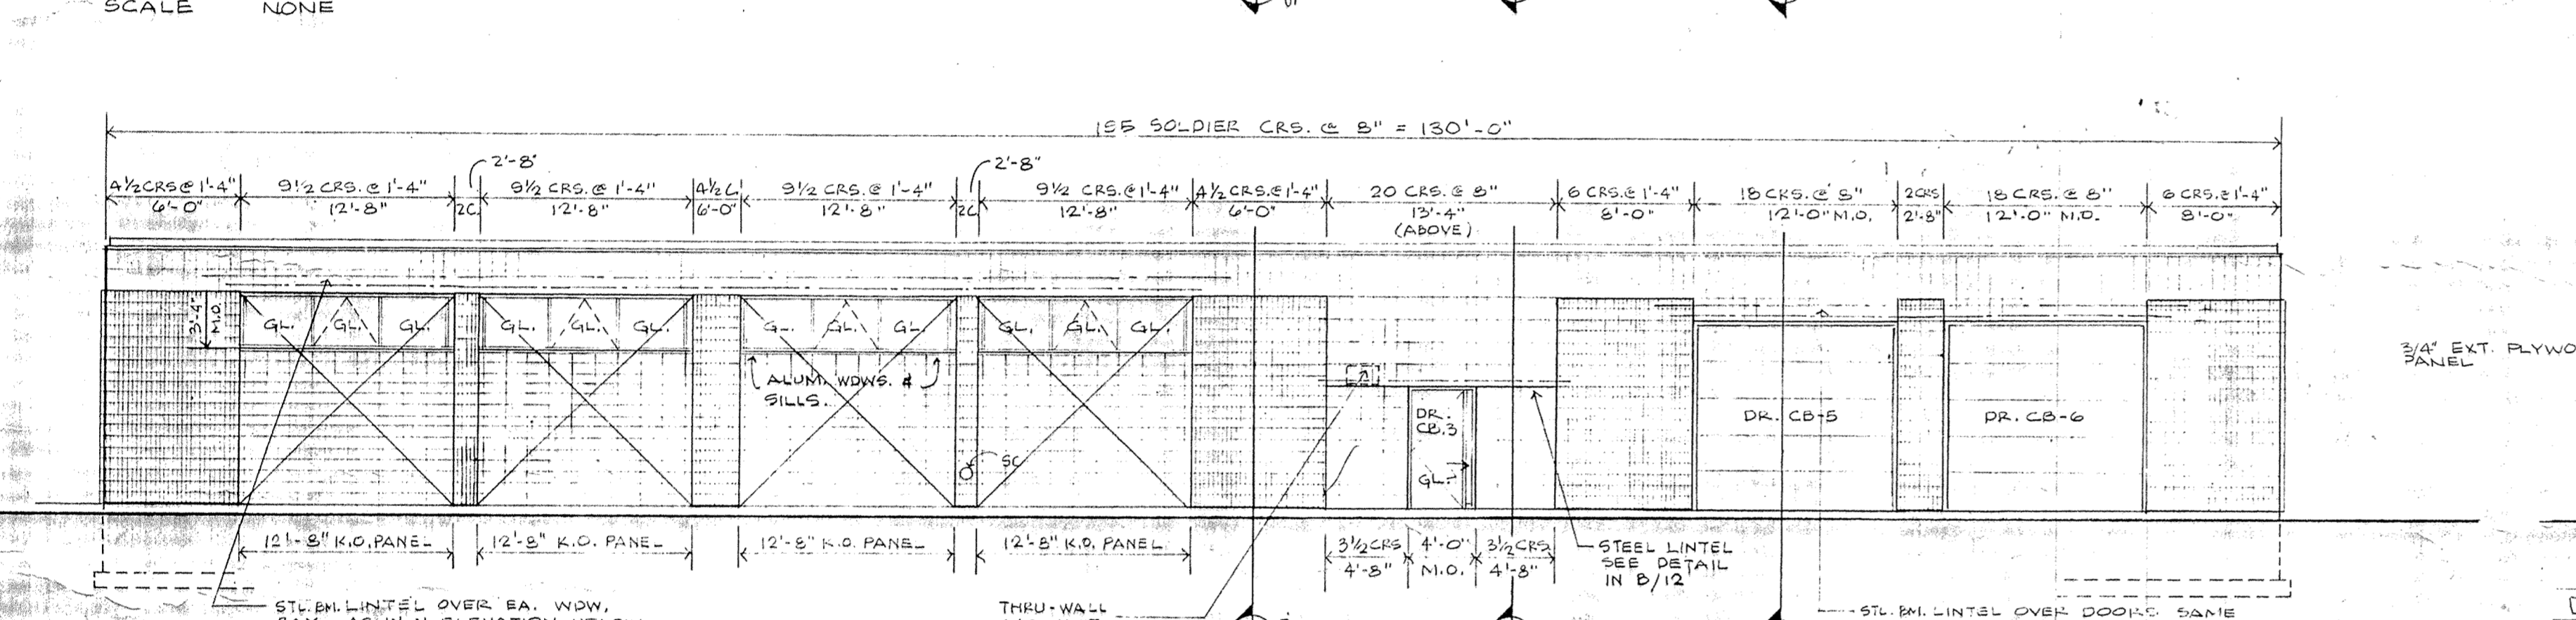 SCALE NONE
195 SOLDIER CRS. @ 8" = 130'-0"
2'-8"
2'-8"
4½CRS@ 1'-4"
9½ CRS. @ 1'-4"
9½ CRS. @ 1'-4"
4½ C.
9½ CRS. @ 1'-4"
9½ CRS. @ 1'-4"
4½ CRS. @ 1'-4"
20 CRS. @ 8"
6 CRS. @ 1'-4"
18 CRS. @ 8"
2CRS
18 CRS. @ 8"
6 CRS. @ 1'-4"
6'-0"
12'-8"
2C.
12'-8"
6'-0"
12'-8"
2C
12'-8"
6'-0"
13'-4"
8'-0"
12'-0" M.O.
2'-8"
12'-0" M.O.
8'-0"
(ABOVE)
3'-4"
M.O.
GL. GL. GL.
GL. GL. GL.
GL. GL. GL.
GL. GL. GL.
ALUM. WDWS. &
SILLS.
SC
DR.
CB.3
GL.
DR. CB-5
DR. CB-6
3/4" EXT. PLYWO
PANEL
12'-8" K.O. PANEL
12'-8" K.O. PANEL
12'-8" K.O. PANEL
12'-8" K.O. PANEL
3½ CRS
4'-8"
4'-0"
M.O.
3½ CRS
4'-8"
STEEL LINTEL
SEE DETAIL
IN B/12
STL. BM. LINTEL OVER EA. WDW,
THRU-WALL
STL. BM. LINTEL OVER DOORS SAME